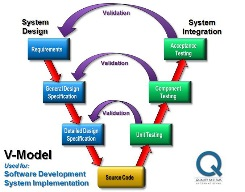 Validation
System
Design
System
Integration
Requirements
Acceptance
Testing
Validation
General Design
Specification
Component
Testing
Validation
Detailed Design
Specification
Unit Testing
Source Code
V-Model
Used for:
Software Development
System Implementation